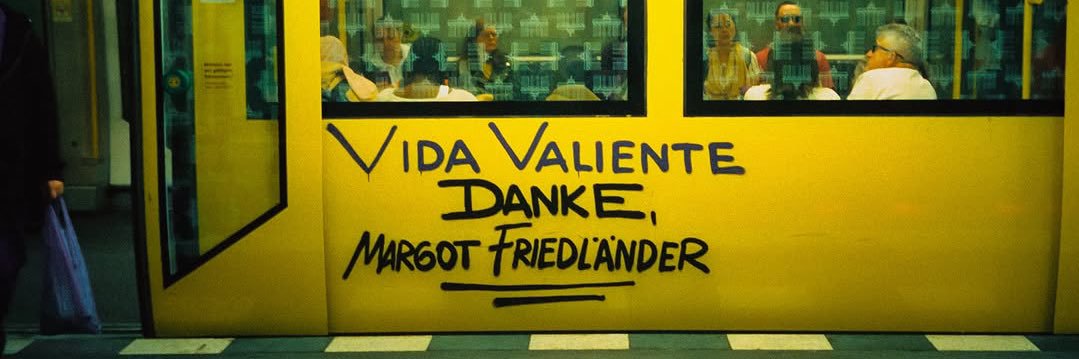 VIDA VALIENTE
DANKE,
MARGOT FRIEDLÄNDER